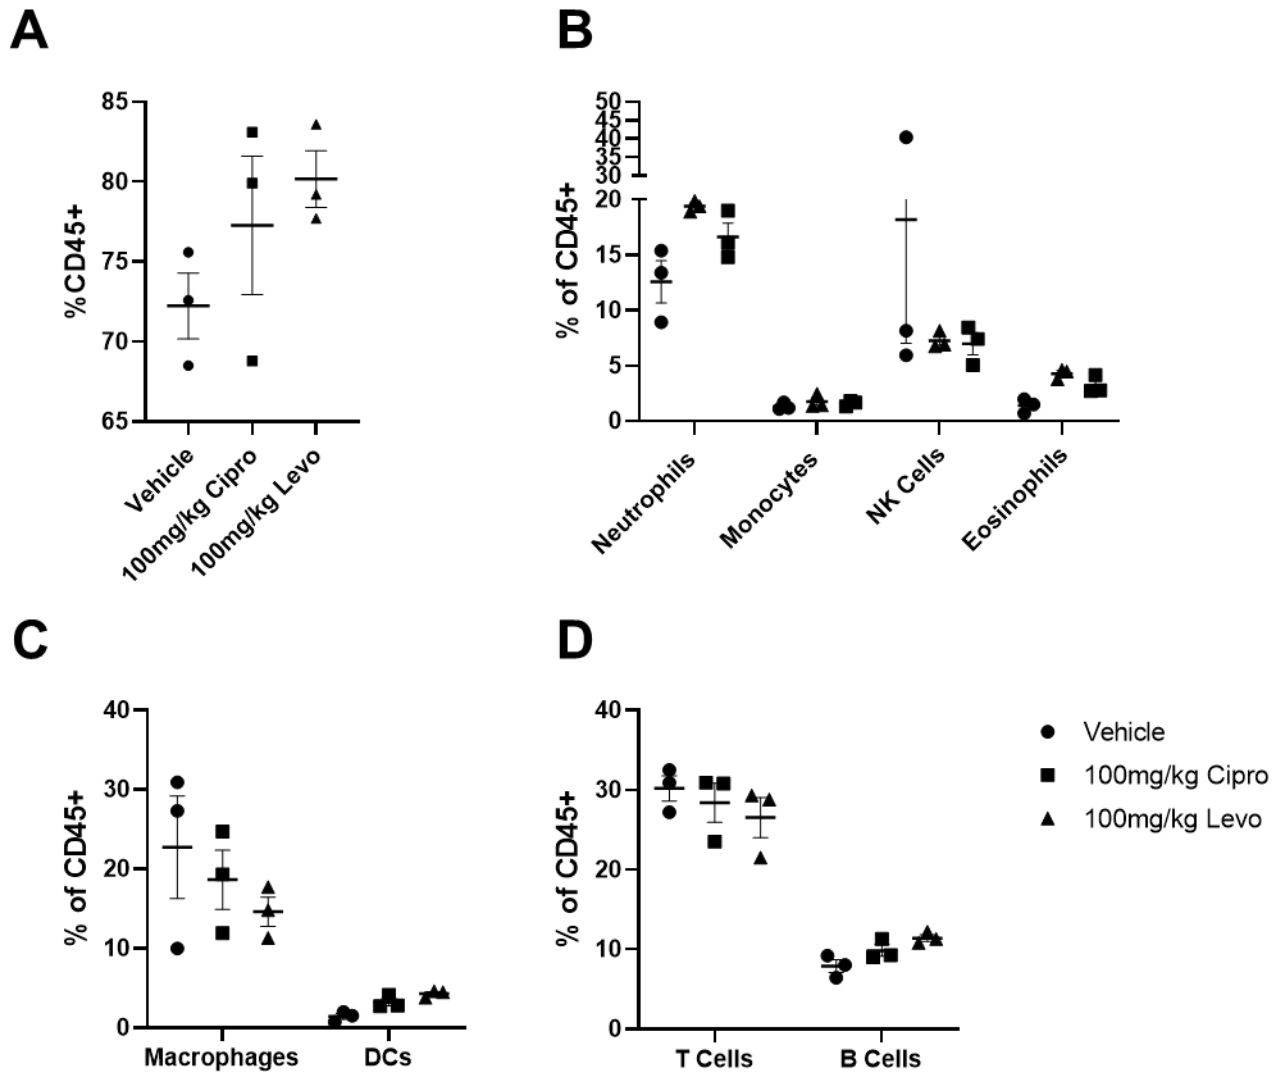 A
%CD45+
85
80
75
70
65
Vehicle
100mg/kg Cipro
100mg/kg Levo
B
% of CD45+
50
45
40
35
30
20
15
10
5
0
Neutrophils
Monocytes
NK Cells
Eosinophils
C
% of CD45+
40
30
20
10
0
Macrophages
DCs
D
% of CD45+
40
30
20
10
0
T Cells
B Cells
Vehicle
100mg/kg Cipro
100mg/kg Levo